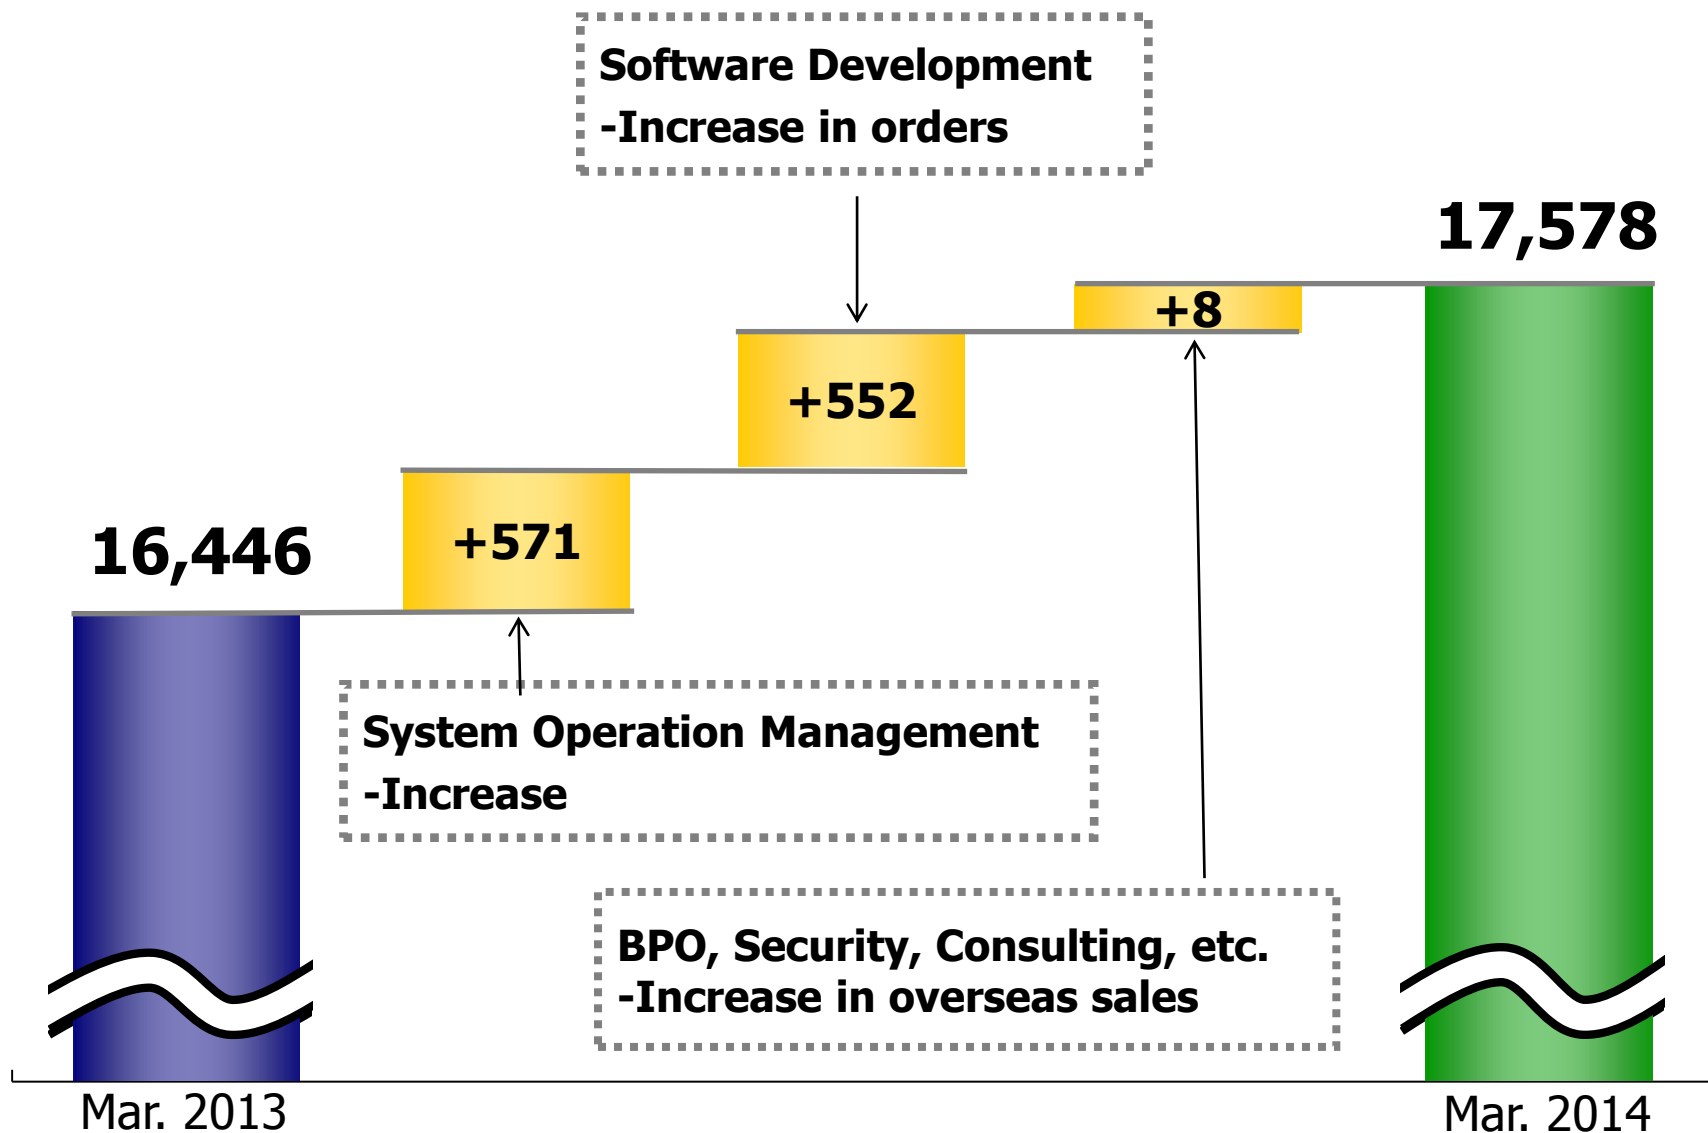 Software Development
-Increase in orders
17,578
+8
+552
16,446
+571
System Operation Management
-Increase
BPO, Security, Consulting, etc.
-Increase in overseas sales
Mar. 2013
Mar. 2014